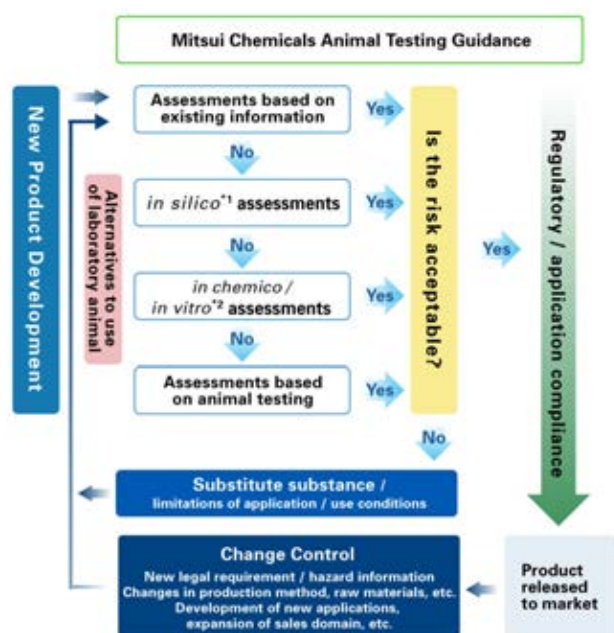 Mitsui Chemicals Animal Testing Guidance
New Product Development
Assessments based on
existing information
Yes
No
Alternatives to use
of laboratory animal
in silico*1 assessments
Yes
No
in chemico /
in vitro*2 assessments
Yes
No
Assessments based
on animal testing
Yes
Is the risk acceptable?
Yes
No
Regulatory / application compliance
Substitute substance /
limitations of application / use conditions
Change Control
New legal requirement / hazard information
Changes in production method, raw materials, etc.
Development of new applications,
expansion of sales domain, etc.
Product
released
to market